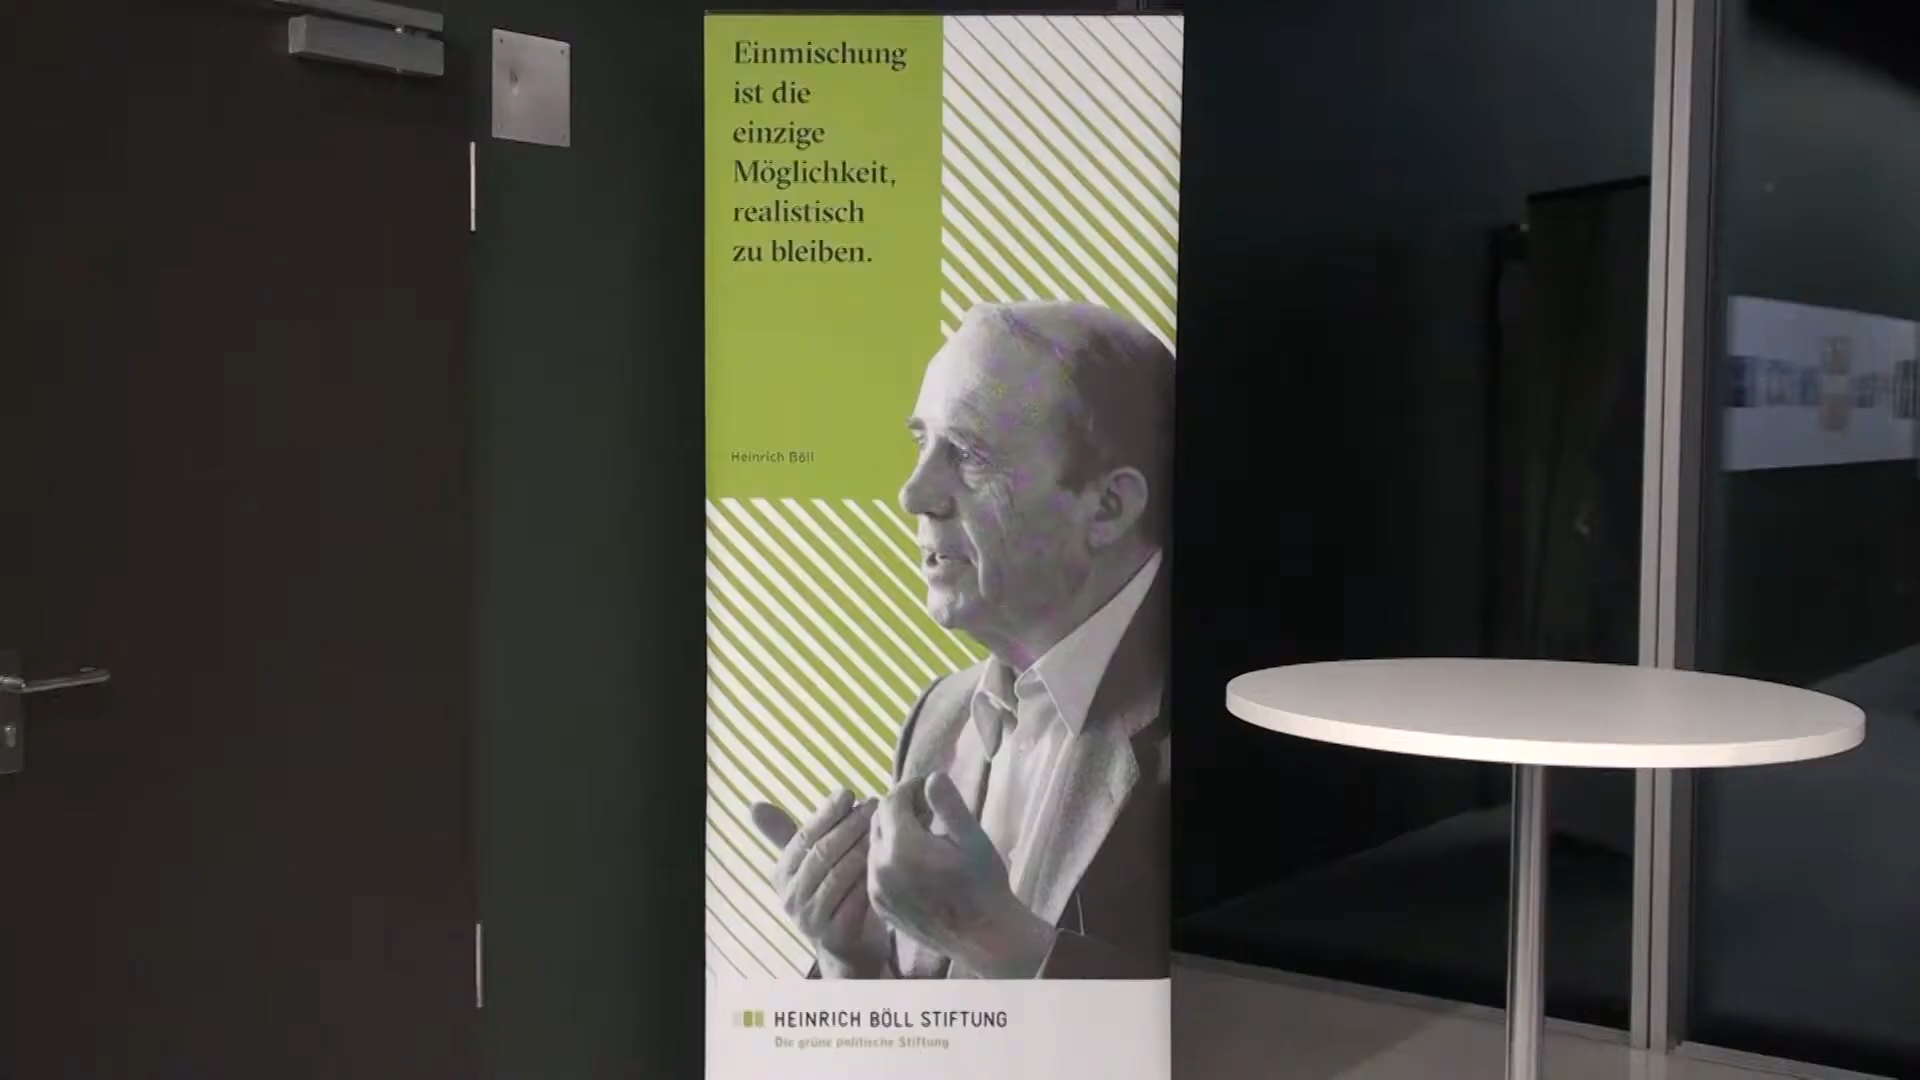 Einmischung
ist die
einzige
Möglichkeit,
realistisch
zu bleiben.
Heinrich Böll
HEINRICH BÖLL STIFTUNG
Die grüne politische Stiftung